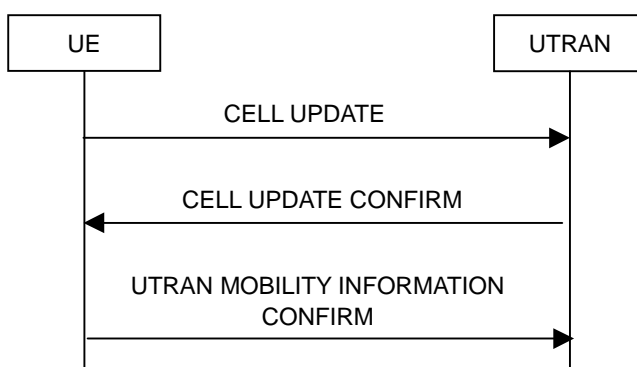 UE
UTRAN
CELL UPDATE
CELL UPDATE CONFIRM
UTRAN MOBILITY INFORMATION
CONFIRM